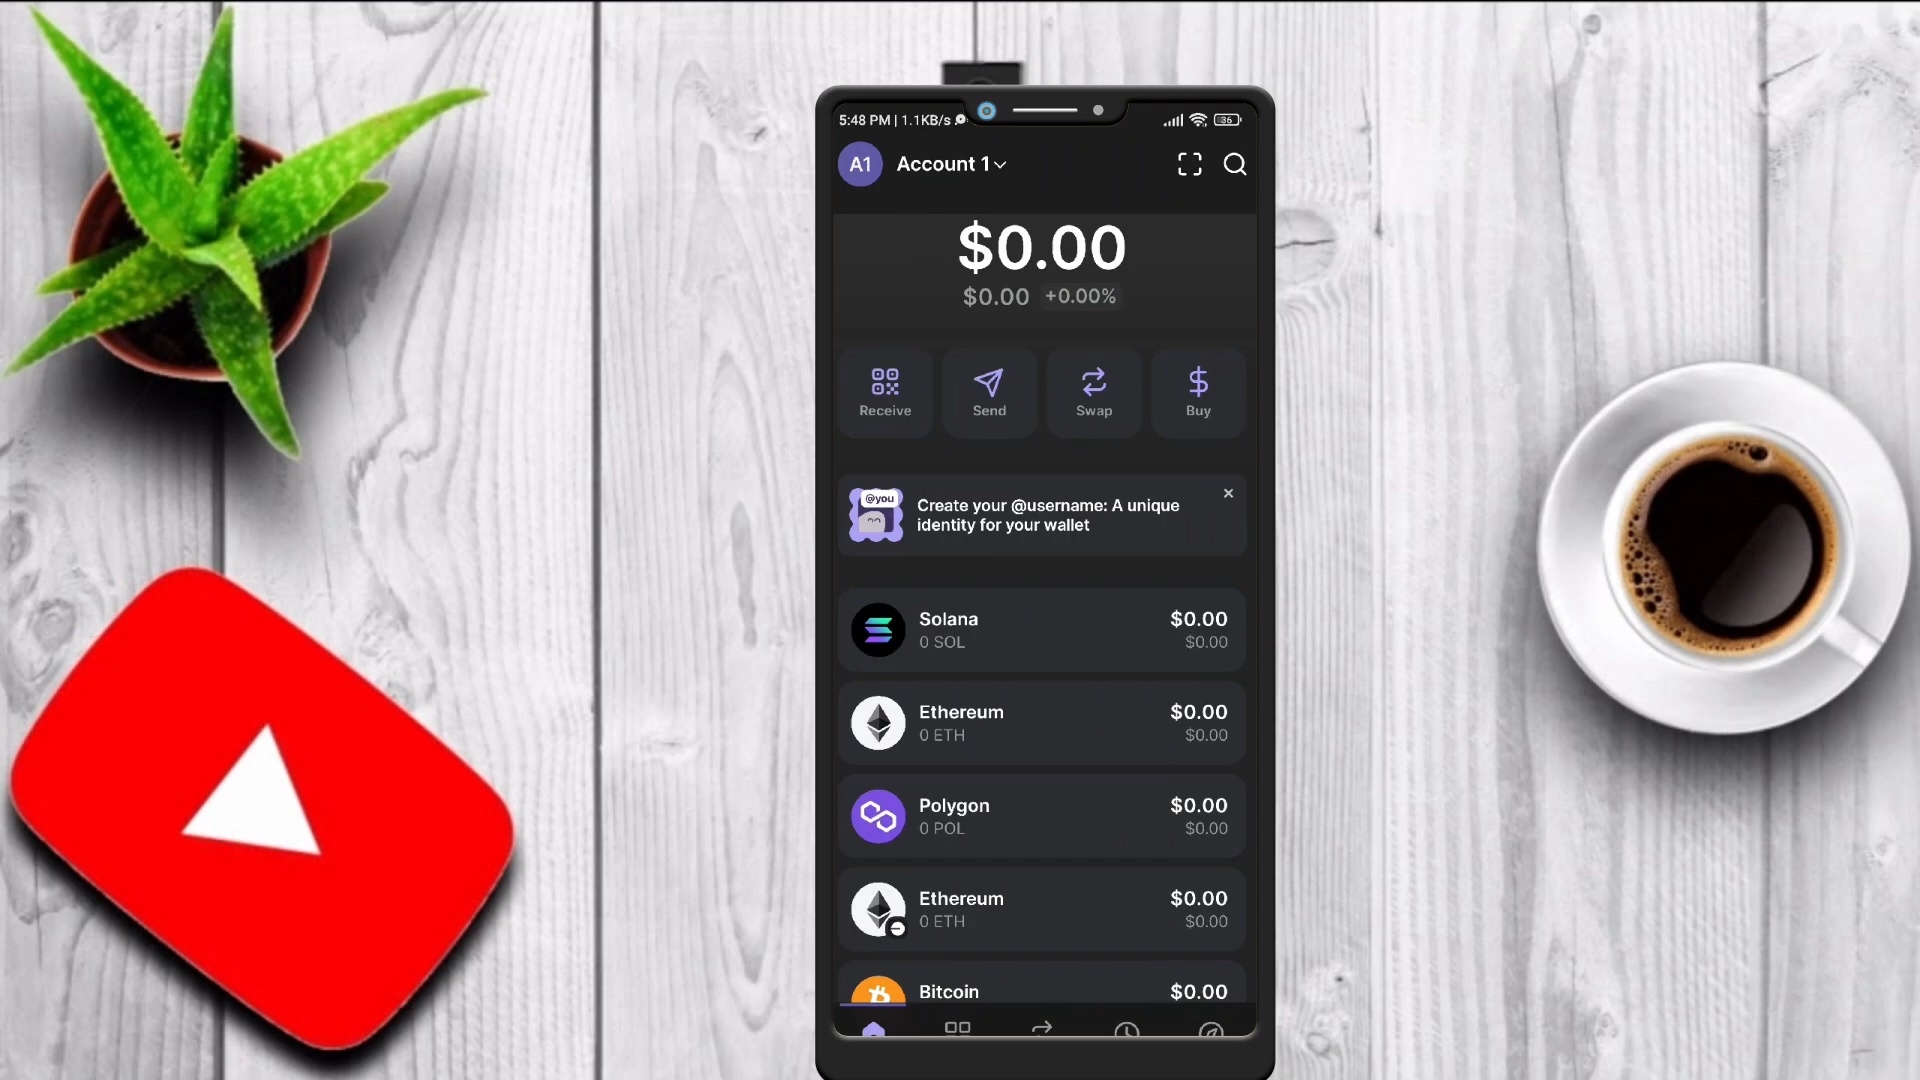 5:48 PM | 1.1KB/s
36
A1
Account 1
$0.00
$0.00 +0.00%
Receive
Send
Swap
Buy
@you
Create your @username: A unique
identity for your wallet
Solana
$0.00
0 SOL
$0.00
Ethereum
$0.00
0 ETH
$0.00
Polygon
$0.00
0 POL
$0.00
Ethereum
$0.00
0 ETH
$0.00
Bitcoin
$0.00